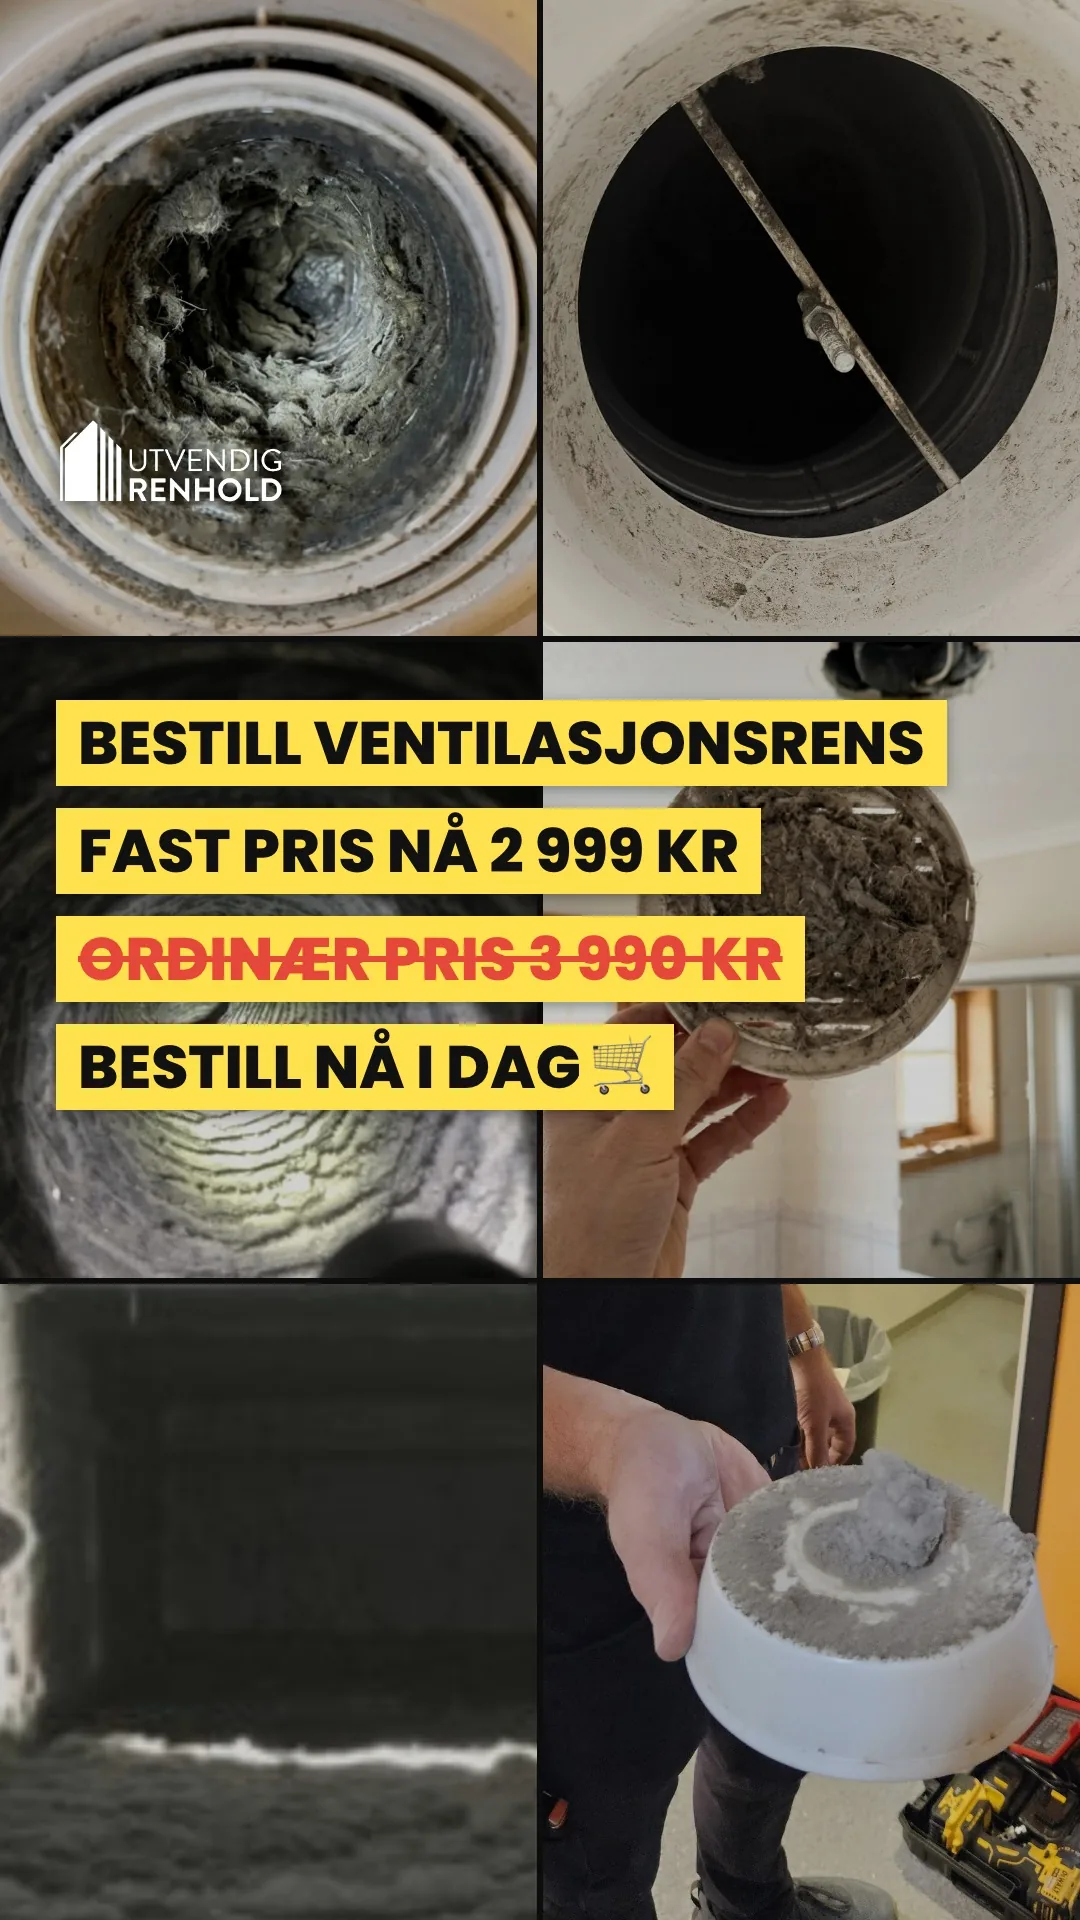 UTVENDIG
RENHOLD
BESTILL VENTILASJONSRENS
FAST PRIS NÅ 2 999 KR
ORDINÆR PRIS 3 990 KR
BESTILL NÅ I DAG🛒